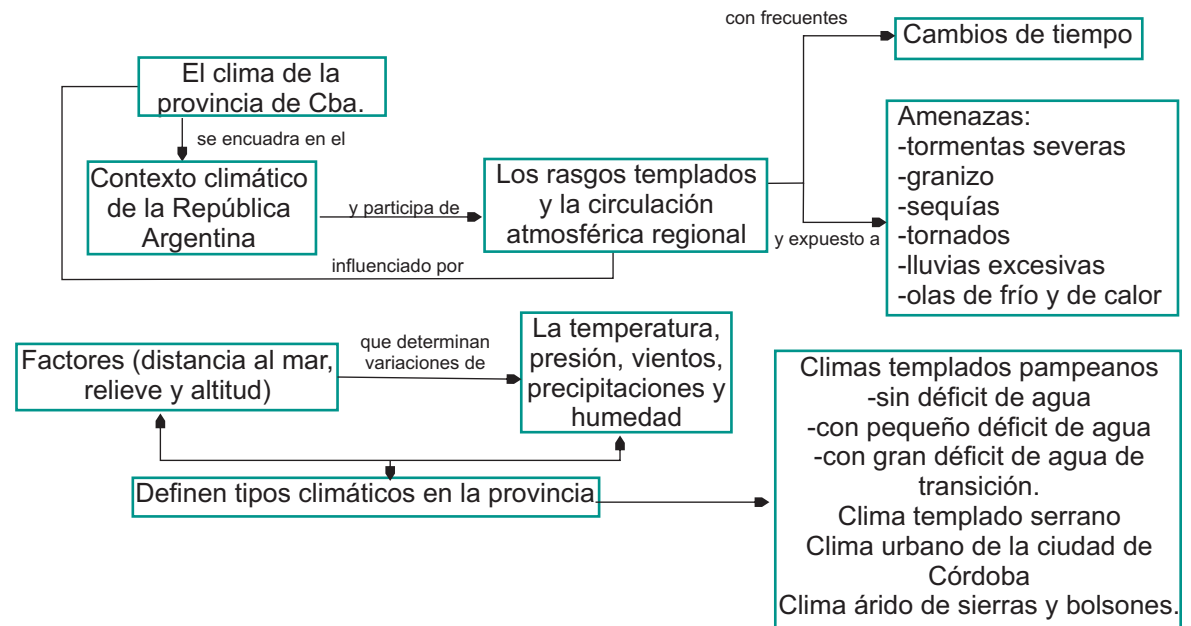 El clima de la
provincia de Cba.
se encuadra en el
Contexto climático
de la República
Argentina
y participa de
Los rasgos templados
y la circulación
atmosférica regional
influenciado por
con frecuentes
Cambios de tiempo
y expuesto a
Amenazas:
-tormentas severas
-granizo
-sequías
-tornados
-lluvias excesivas
-olas de frío y de calor
Factores (distancia al mar,
relieve y altitud)
que determinan
variaciones de
La temperatura,
presión, vientos,
precipitaciones y
humedad
Definen tipos climáticos en la provincia
Climas templados pampeanos
-sin déficit de agua
-con pequeño déficit de agua
-con gran déficit de agua de
transición.
Clima templado serrano
Clima urbano de la ciudad de
Córdoba
Clima árido de sierras y bolsones.